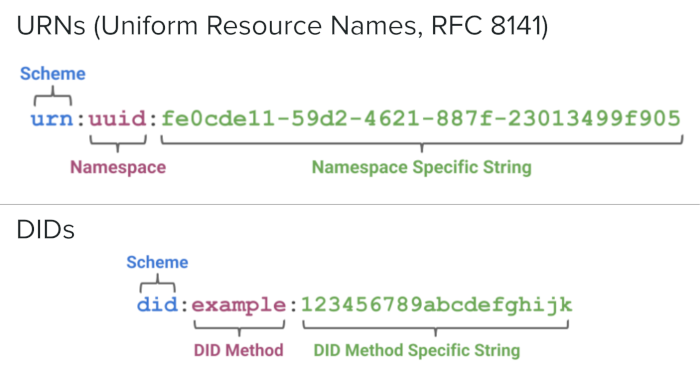 URNs (Uniform Resource Names, RFC 8141)
Scheme
urn:uuid:fe0cde11-59d2-4621-887f-23013499f905
Namespace Namespace Specific String
DIDs
Scheme
did:example:123456789abcdefghijk
DID Method DID Method Specific String